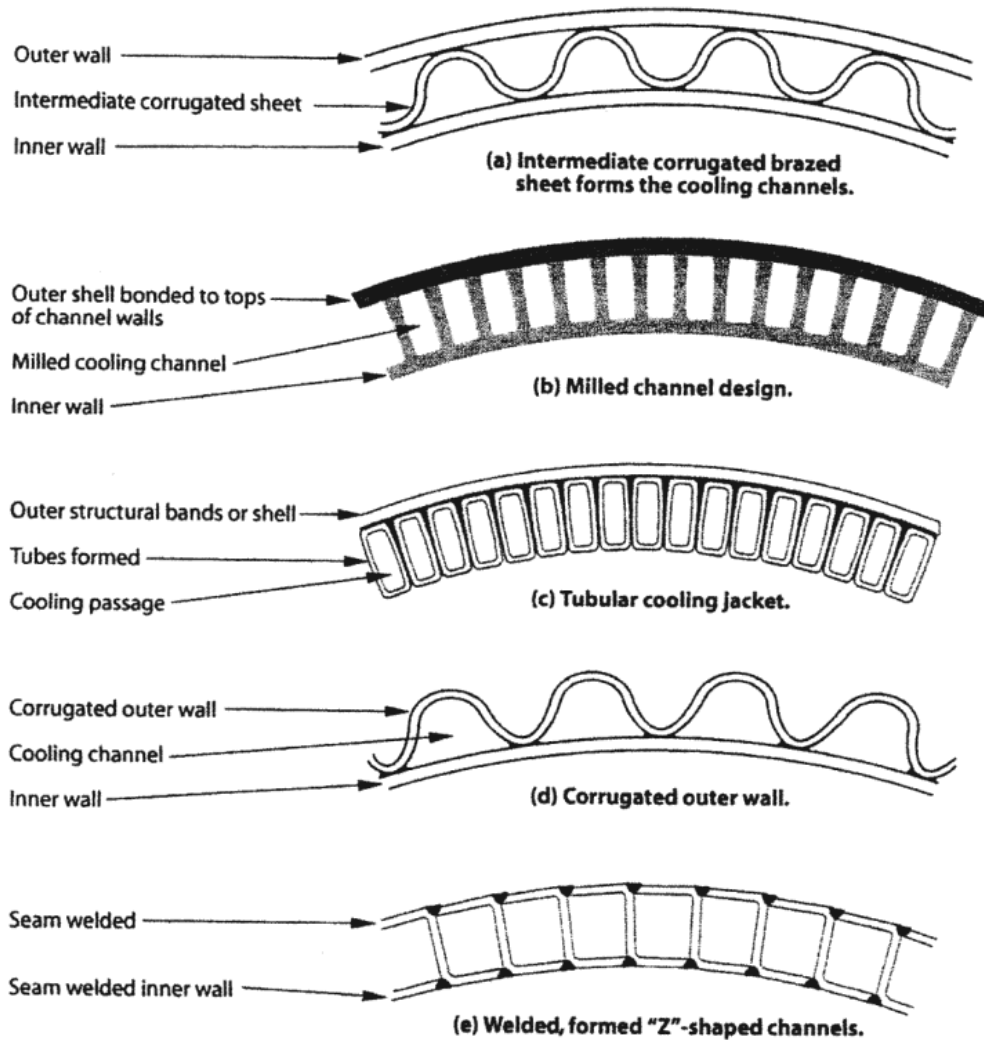 Outer wall
Intermediate corrugated sheet
Inner wall
(a) Intermediate corrugated brazed
sheet forms the cooling channels.
Outer shell bonded to tops
of channel walls
Milled cooling channel
Inner wall
(b) Milled channel design.
Outer structural bands or shell
Tubes formed
Cooling passage
(c) Tubular cooling jacket.
Corrugated outer wall
Cooling channel
Inner wall
(d) Corrugated outer wall.
Seam welded
Seam welded inner wall
(e) Welded, formed “Z”-shaped channels.